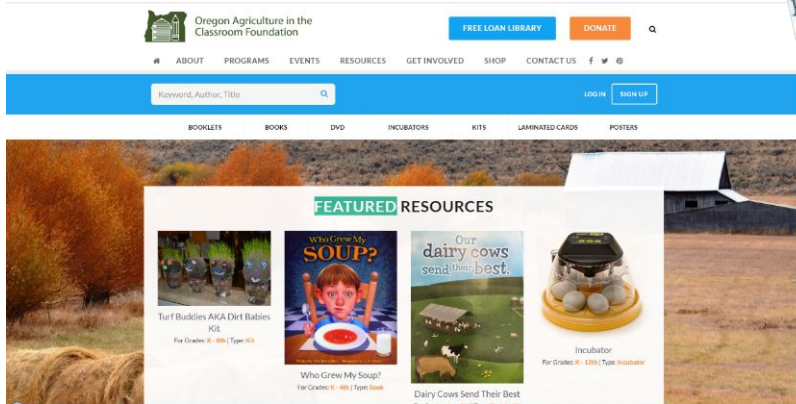 Oregon Agriculture in the
Classroom Foundation
FREE LOAN LIBRARY
DONATE
ABOUT
PROGRAMS
EVENTS
RESOURCES
GET INVOLVED
SHOP
CONTACT US
Keyword, Author, Title
LOG IN
SIGN UP
BOOKLETS
BOOKS
DVD
INCUBATORS
KITS
LAMINATED CARDS
POSTERS
FEATURED RESOURCES
Turf Buddies AKA Dirt Babies
Kit
For Grades: K - 8th | Type: Kit
Who Grew My
SOUP?
Who Grew My Soup?
For Grades: K - 4th | Type: Book
Our
dairy cows
send their best.
Dairy Cows Send Their Best
Incubator
For Grades: K - 12th | Type: Incubator